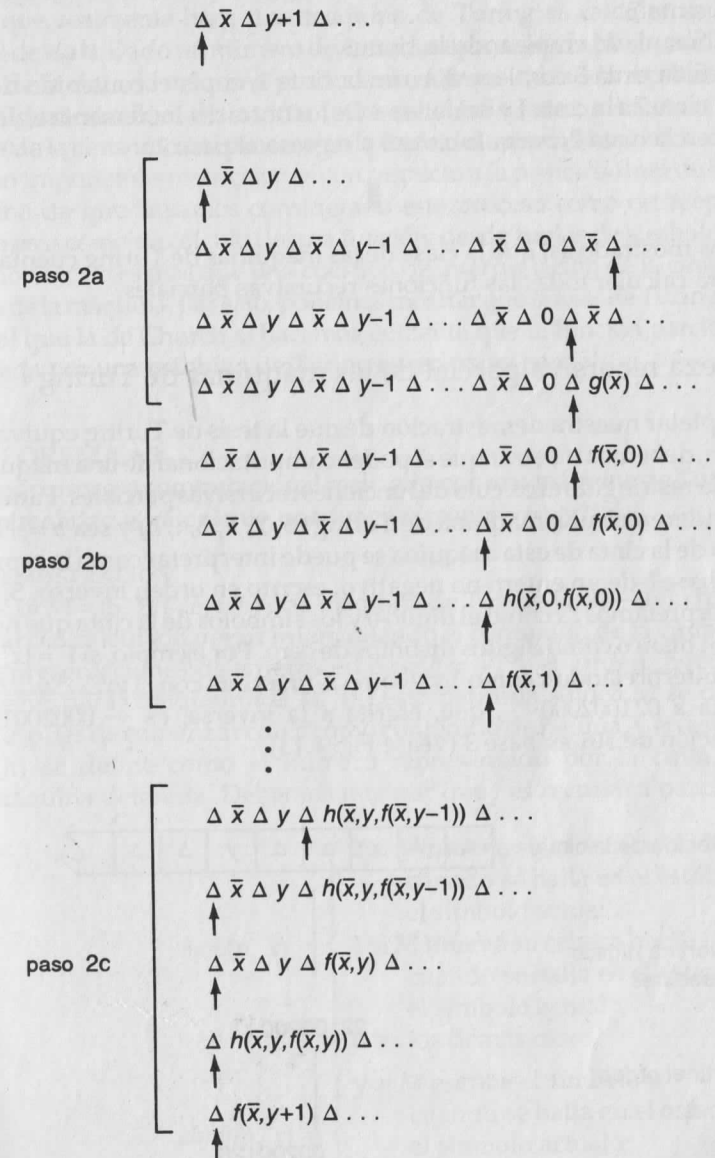 Δ x̅ Δ y+1 Δ . . . .
Δ x̅ Δ y Δ . . . .
Δ x̅ Δ y Δ x̅ Δ y–1 Δ . . . . Δ x̅ Δ 0 Δ x̅ Δ
paso 2a
Δ x̅ Δ y Δ x̅ Δ y–1 Δ . . . . Δ x̅ Δ 0 Δ x̅ Δ . . . .
Δ x̅ Δ y Δ x̅ Δ y–1 Δ . . . . Δ x̅ Δ 0 Δ g(x̅) Δ . . .
Δ x̅ Δ y Δ x̅ Δ y–1 Δ . . . . Δ x̅ Δ 0 Δ f(x̅,0) Δ . . .
Δ x̅ Δ y Δ x̅ Δ y–1 Δ . . . . Δ x̅ Δ 0 Δ f(x̅,0) Δ . . . .
paso 2b
Δ x̅ Δ y Δ x̅ Δ y–1 Δ . . . . Δ h(x̅,0,f(x̅,0)) Δ . . .
Δ x̅ Δ y Δ x̅ Δ y–1 Δ . . . . Δ f(x̅,1) Δ . . . .
Δ x̅ Δ y Δ h(x̅,y,f(x̅,y–1)) Δ . . .
Δ x̅ Δ y Δ h(x̅,y,f(x̅,y–1)) Δ . . .
paso 2c
Δ x̅ Δ y Δ f(x̅,y) Δ . . .
Δ h(x̅,y,f(x̅,y)) Δ . . .
Δ f(x̅,y+1) Δ . . .